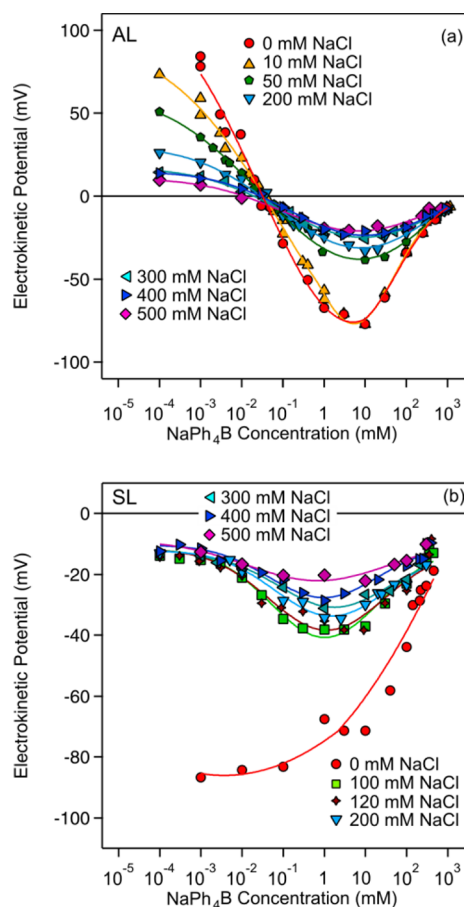 AL
(a)
0 mM NaCl
10 mM NaCl
50 mM NaCl
200 mM NaCl
300 mM NaCl
400 mM NaCl
500 mM NaCl
Electrokinetic Potential (mV)
100
50
0
-50
-100
10⁻⁵ 10⁻⁴ 10⁻³ 10⁻² 10⁻¹ 1 10¹ 10² 10³
NaPh₄B Concentration (mM)
SL
(b)
300 mM NaCl
400 mM NaCl
500 mM NaCl
0 mM NaCl
100 mM NaCl
120 mM NaCl
200 mM NaCl
Electrokinetic Potential (mV)
0
-20
-40
-60
-80
-100
10⁻⁵ 10⁻⁴ 10⁻³ 10⁻² 10⁻¹ 1 10¹ 10² 10³
NaPh₄B Concentration (mM)